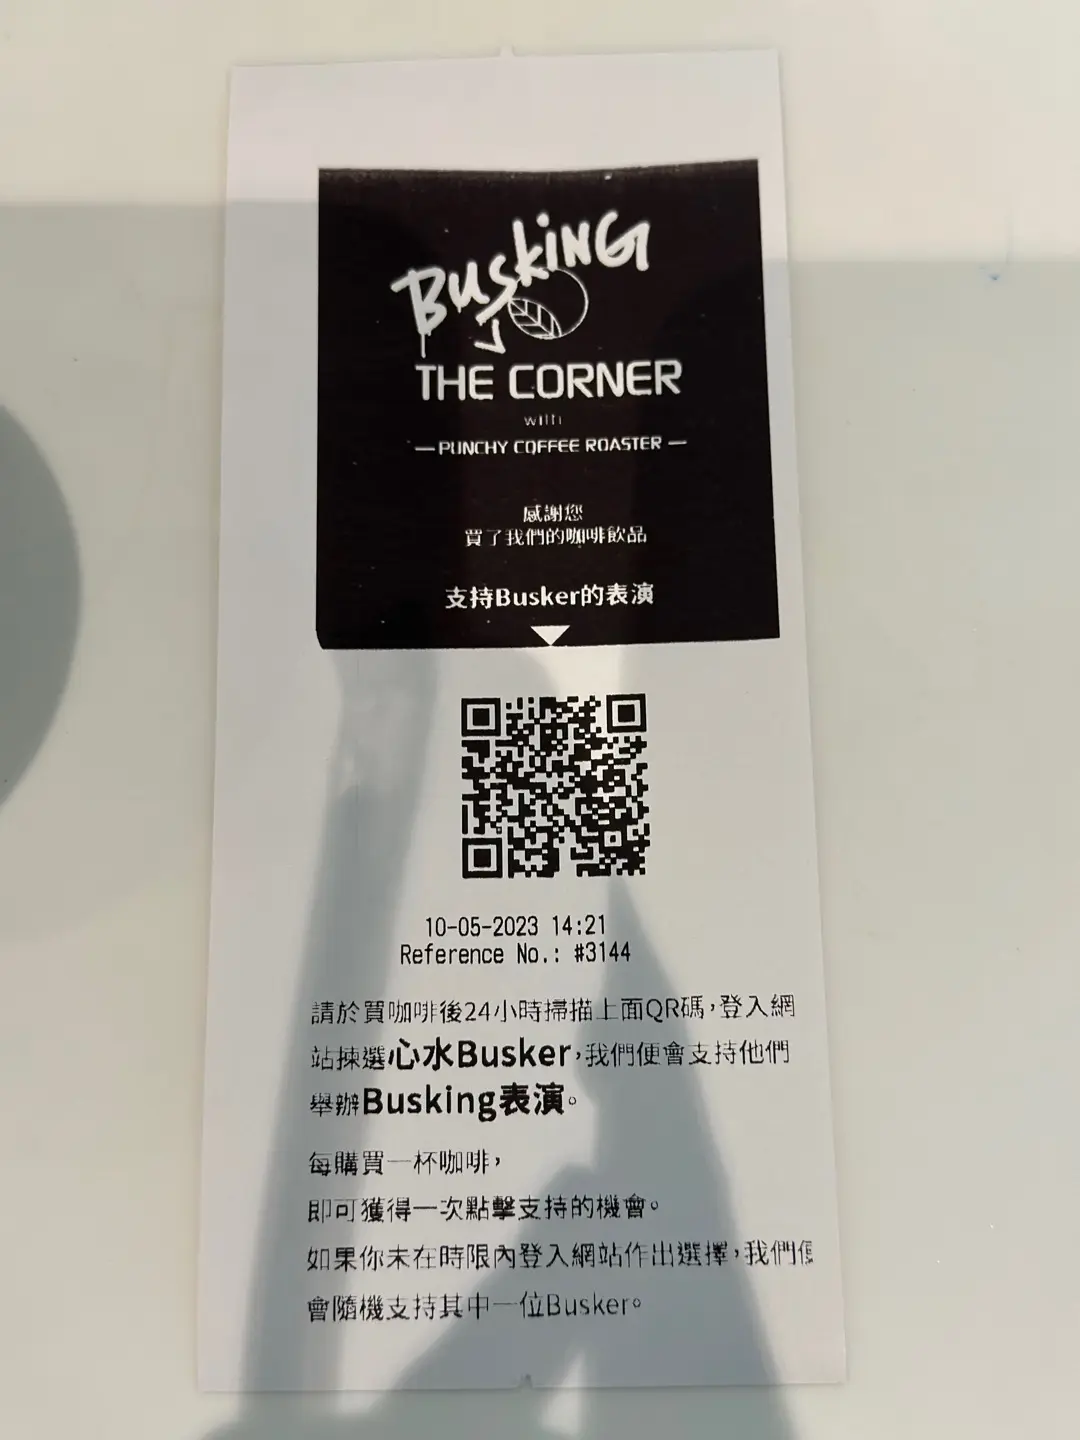 BUSKING
THE CORNER
with
— PUNCHY COFFEE ROASTER —
感謝您
買了我們的咖啡飲品
支持Busker的表演
10-05-2023 14:21
Reference No.: #3144
請於買咖啡後24小時掃描上面QR碼，登入網
站揀選心水Busker，我們便會支持他們
舉辦Busking表演。
每購買一杯咖啡，
即可獲得一次點擊支持的機會。
如果你未在時限內登入網站作出選擇，我們便
會隨機支持其中一位Busker。